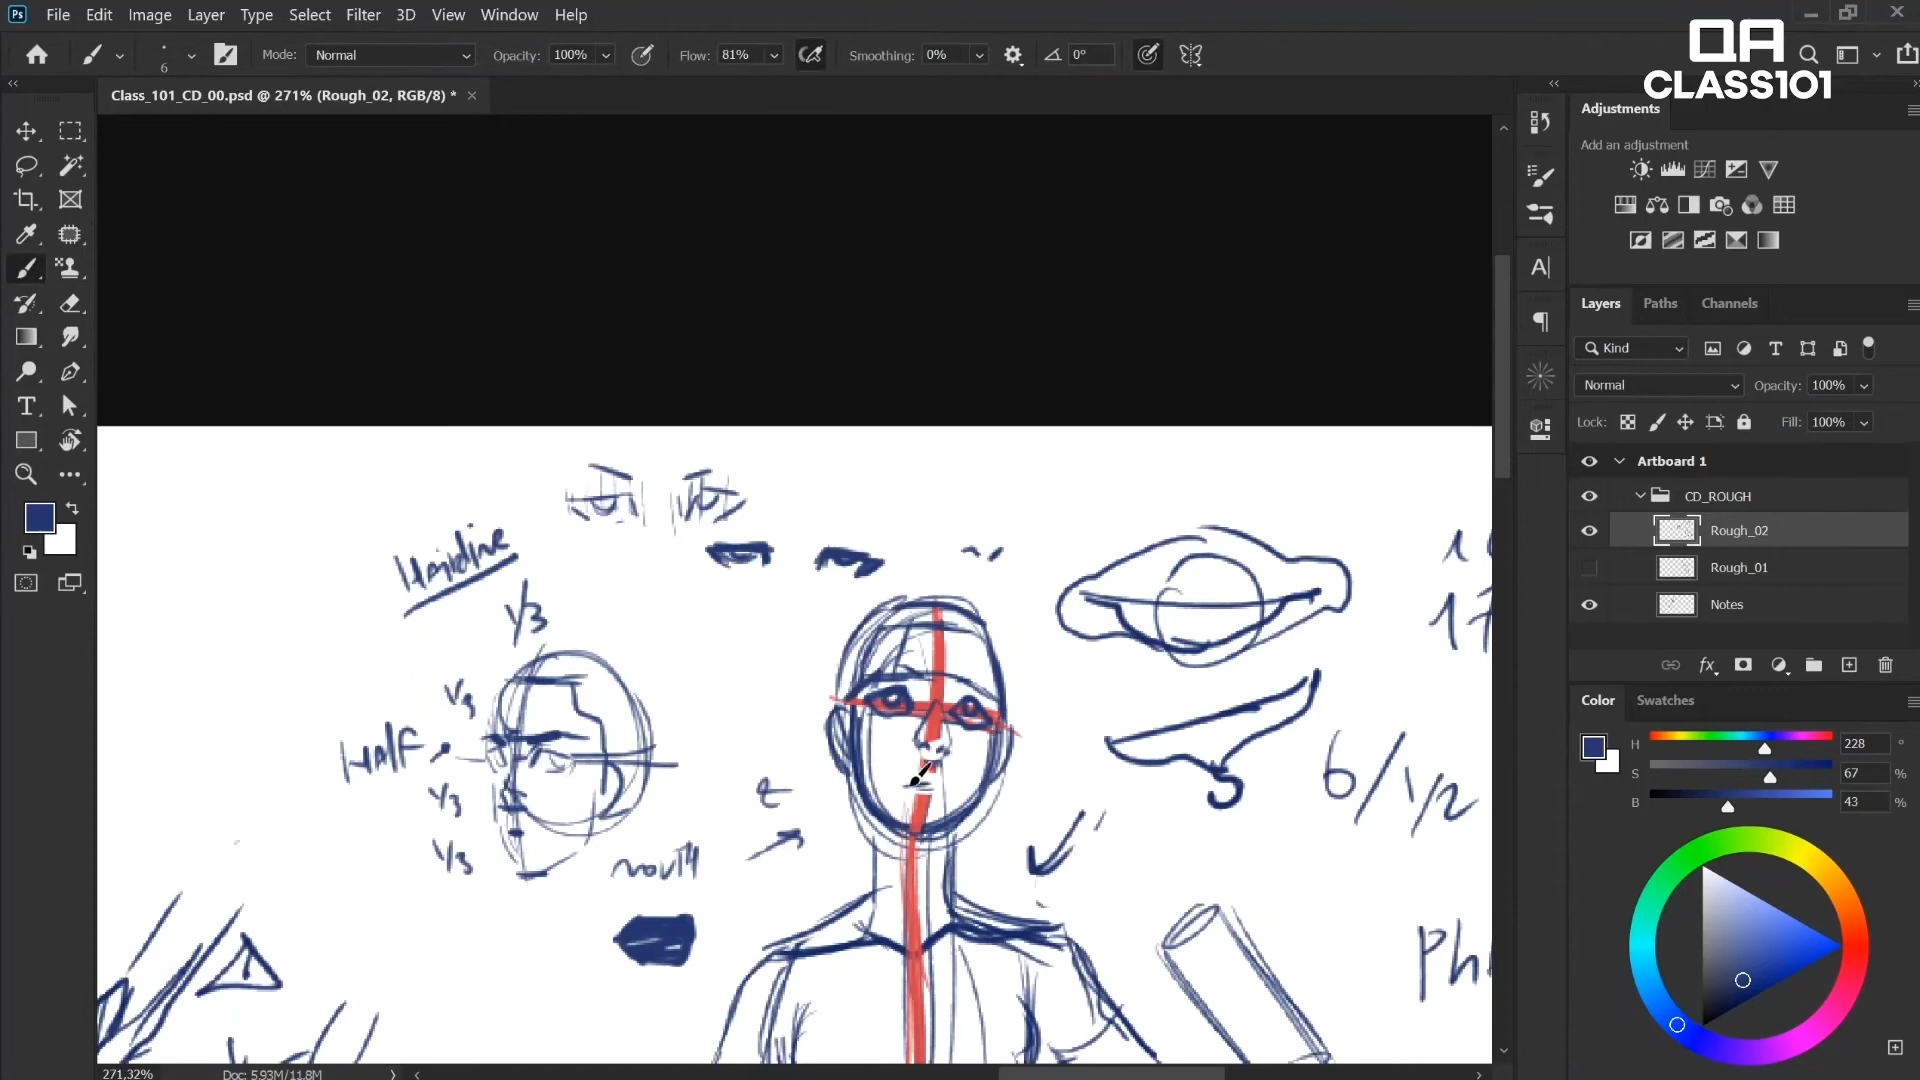 File Edit Image Layer Type Select Filter 3D View Window Help
6 Mode: Normal Opacity: 100% Flow: 81% Smoothing: 0% 0°
CLASS101
Class_101_CD_00.psd @ 271% (Rough_02, RGB/8) *
Adjustments
Add an adjustment
Layers Paths Channels
Kind
Normal Opacity: 100%
Lock: Fill: 100%
Artboard 1
CD_ROUGH
Rough_02
Rough_01
Notes
Color Swatches
H 228 °
S 67 %
B 43 %
Hairline
1/3
1/3
Half
1/3
1/3
mouth
6/1/2
271,32% Doc: 5,93M/11,8M